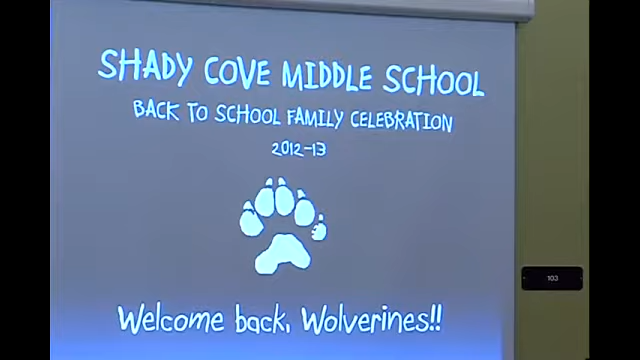 SHADY COVE MIDDLE SCHOOL
BACK TO SCHOOL FAMILY CELEBRATION
2012-13
Welcome back, Wolverines!!
103